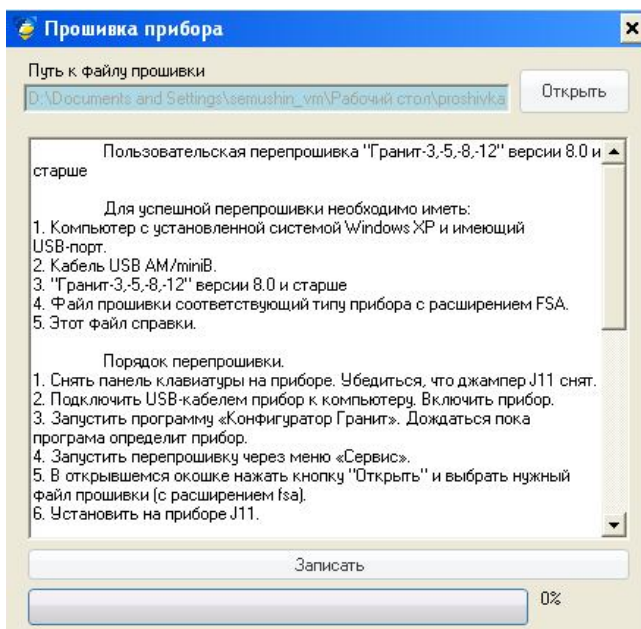 Прошивка прибора
Путь к файлу прошивки
D:\Documents and Settings\semushin_vm\Рабочий стол\proshivka
Открыть
Пользовательская перепрошивка "Гранит-3,-5,-8,-12" версии 8.0 и
старше
Для успешной перепрошивки необходимо иметь:
1. Компьютер с установленной системой Windows XP и имеющий
USB-порт.
2. Кабель USB AM/miniB.
3. "Гранит-3,-5,-8,-12" версии 8.0 и старше
4. Файл прошивки соответствующий типу прибора с расширением FSA.
5. Этот файл справки.
Порядок перепрошивки.
1. Снять панель клавиатуры на приборе. Убедиться, что джампер J11 снят.
2. Подключить USB-кабелем прибор к компьютеру. Включить прибор.
3. Запустить программу «Конфигуратор Гранит». Дождаться пока
програма определит прибор.
4. Запустить перепрошивку через меню «Сервис».
5. В открывшемся окошке нажать кнопку "Открыть" и выбрать нужный
файл прошивки (с расширением fsa).
6. Установить на приборе J11.
Записать
0%